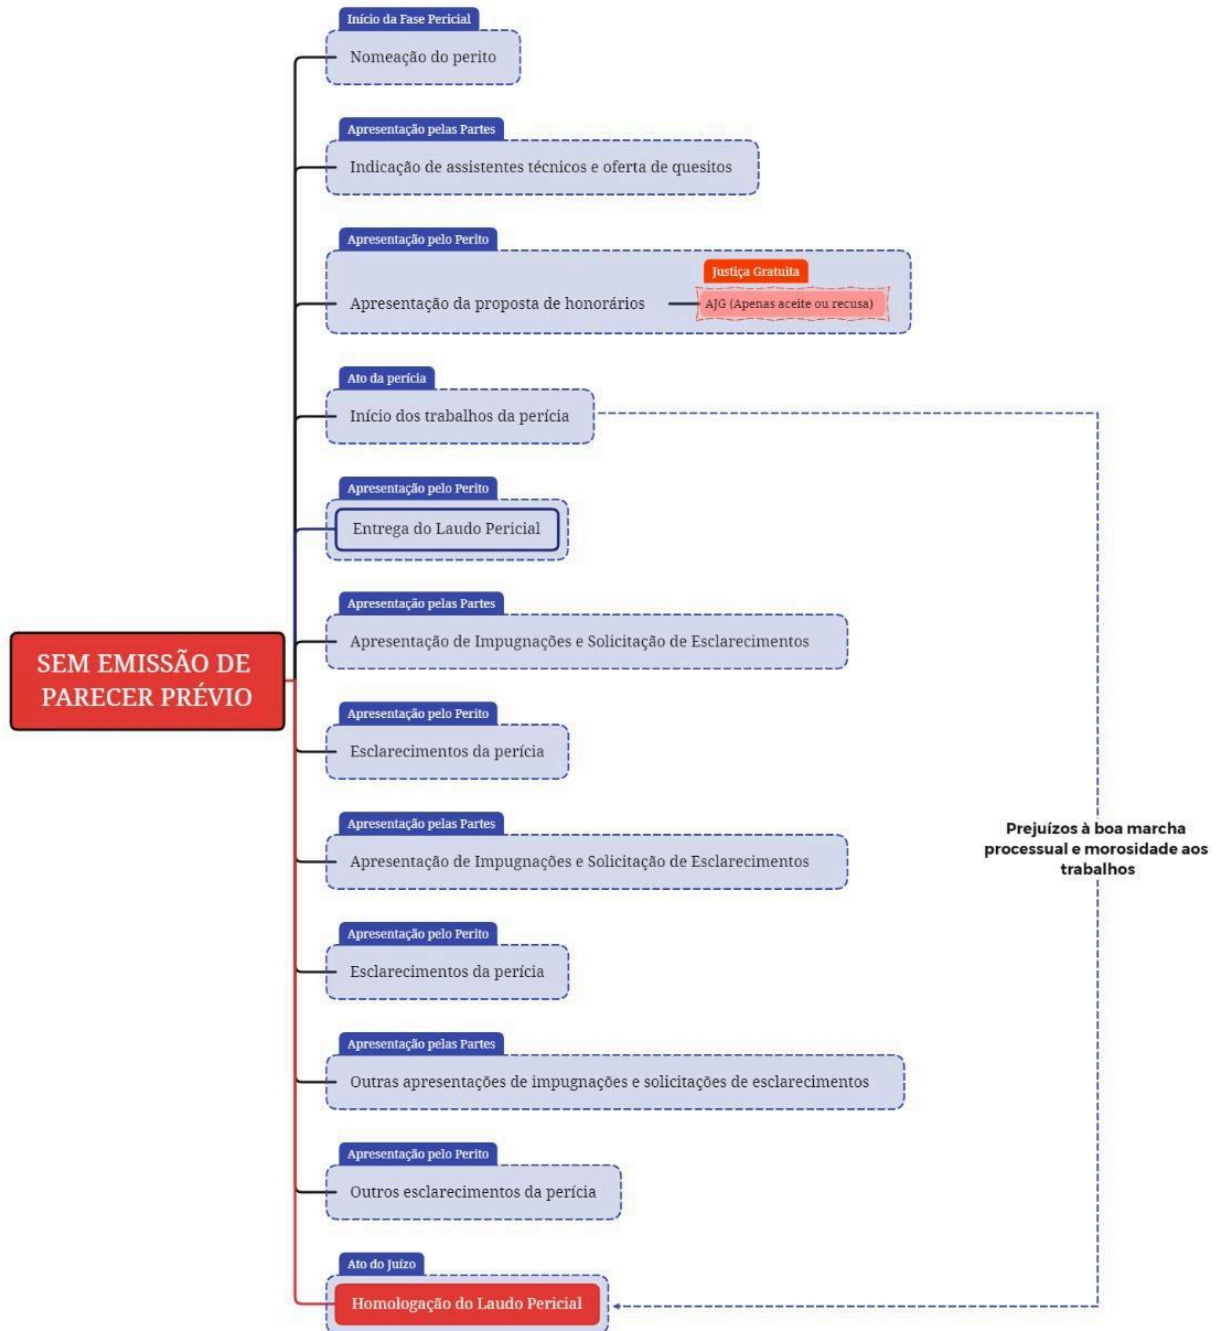 Início da Fase Pericial
Nomeação do perito
Apresentação pelas Partes
Indicação de assistentes técnicos e oferta de quesitos
Apresentação pelo Perito
Justiça Gratuita
Apresentação da proposta de honorários
AJG (Apenas aceite ou recusa)
Ato da perícia
Início dos trabalhos da perícia
Apresentação pelo Perito
Entrega do Laudo Pericial
Apresentação pelas Partes
Apresentação de Impugnações e Solicitação de Esclarecimentos
SEM EMISSÃO DE
PARECER PRÉVIO
Apresentação pelo Perito
Esclarecimentos da perícia
Apresentação pelas Partes
Apresentação de Impugnações e Solicitação de Esclarecimentos
Prejuízos à boa marcha
processual e morosidade aos
trabalhos
Apresentação pelo Perito
Esclarecimentos da perícia
Apresentação pelas Partes
Outras apresentações de impugnações e solicitações de esclarecimentos
Apresentação pelo Perito
Outros esclarecimentos da perícia
Ato do Juízo
Homologação do Laudo Pericial